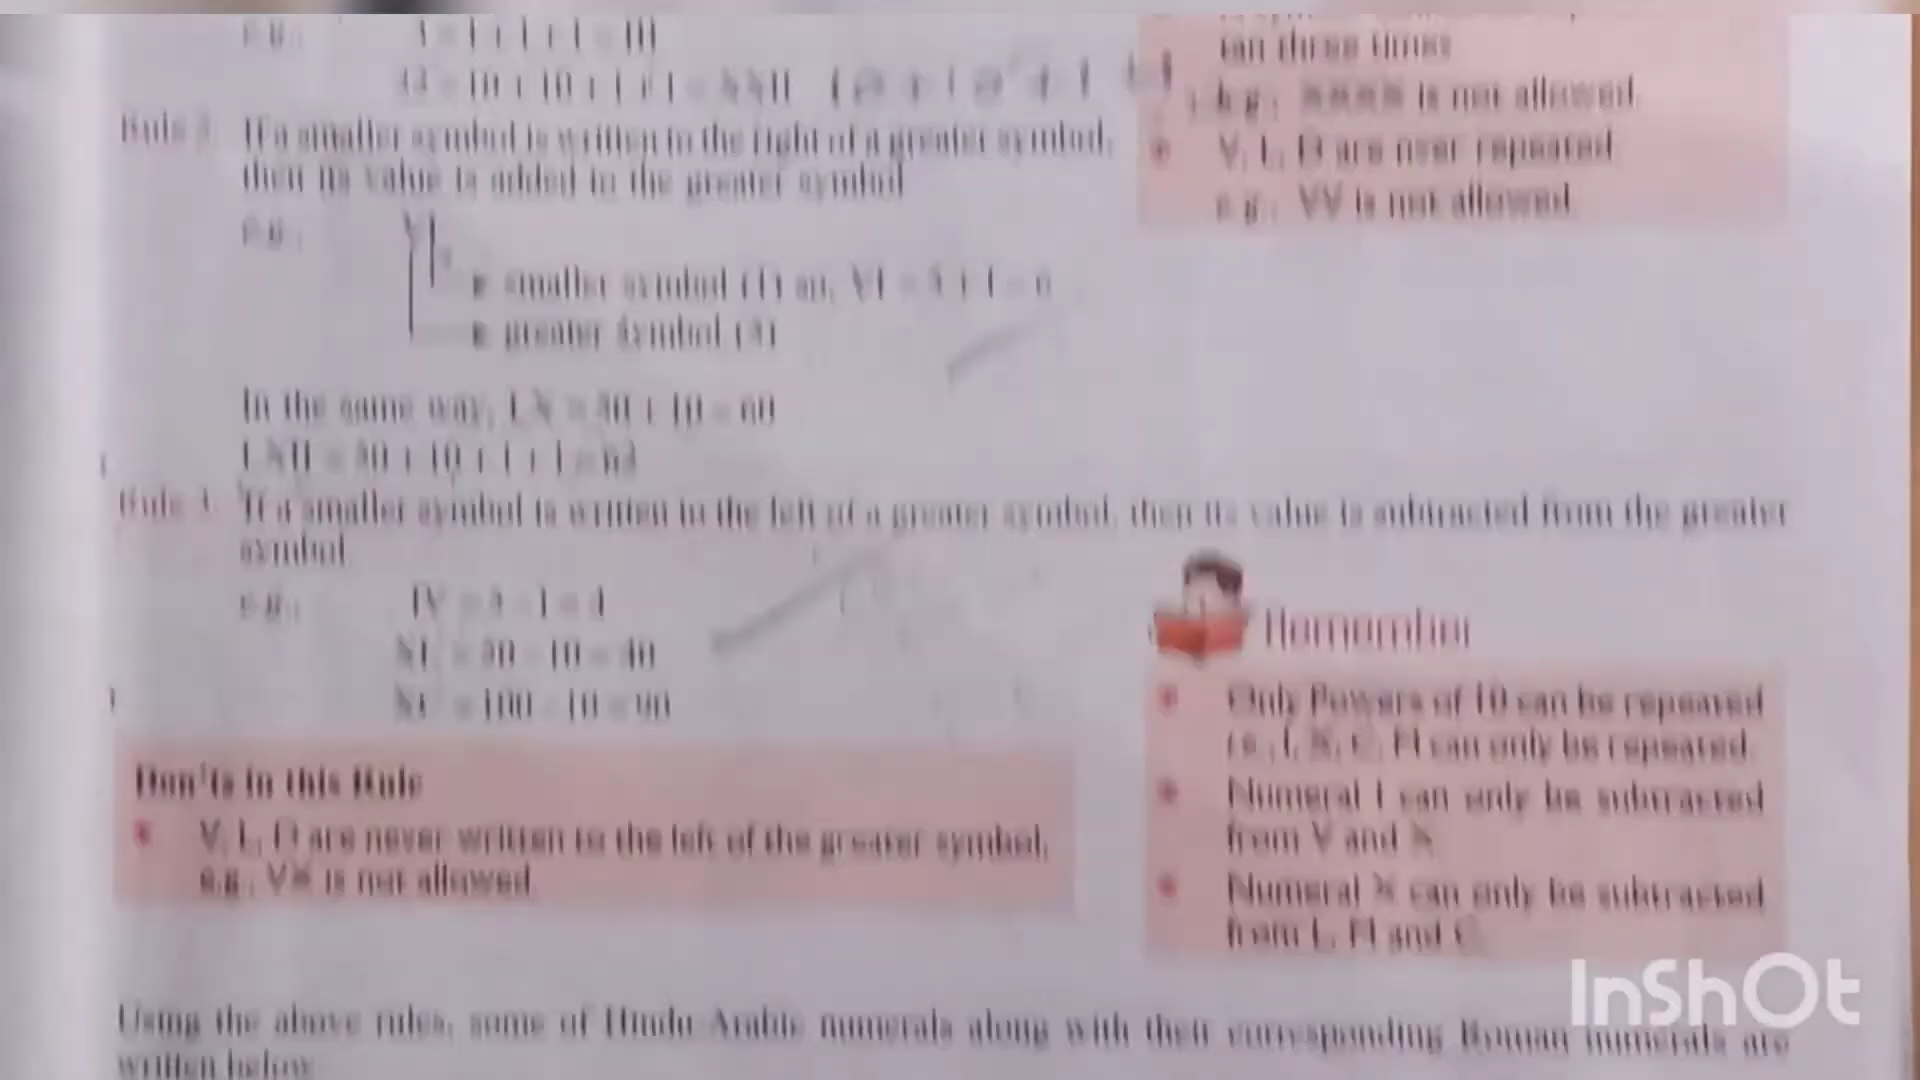 e.g., 3 = 1 + 1 + 1 = III
22 = 10 + 10 + 1 + 1 = XXII
tan three times
e.g., XXXX is not allowed.
V, L, D are never repeated
e.g., VV is not allowed.
Rule 2 If a smaller symbol is written to the right of a greater symbol,
then its value is added to the greater symbol
e.g., VI
smaller symbol (1) so, VI = 5 + 1 = 6
greater symbol (5)
In the same way, LX = 50 + 10 = 60
LXII = 50 + 10 + 1 + 1 = 62
Rule 3 If a smaller symbol is written to the left of a greater symbol, then its value is subtracted from the greater
symbol
e.g., IV = 5 - 1 = 4
XL = 50 - 10 = 40
XC = 100 - 10 = 90
Don'ts in this Rule
V, L, D are never written to the left of the greater symbol,
e.g., VX is not allowed
Remember
Only Powers of 10 can be repeated
i.e., I, X, C, M can only be repeated.
Numeral I can only be subtracted
from V and X
Numeral X can only be subtracted
from L, M and C
Using the above rules, some of Hindu Arabic numerals along with their corresponding Roman numerals are
written below
InShOt